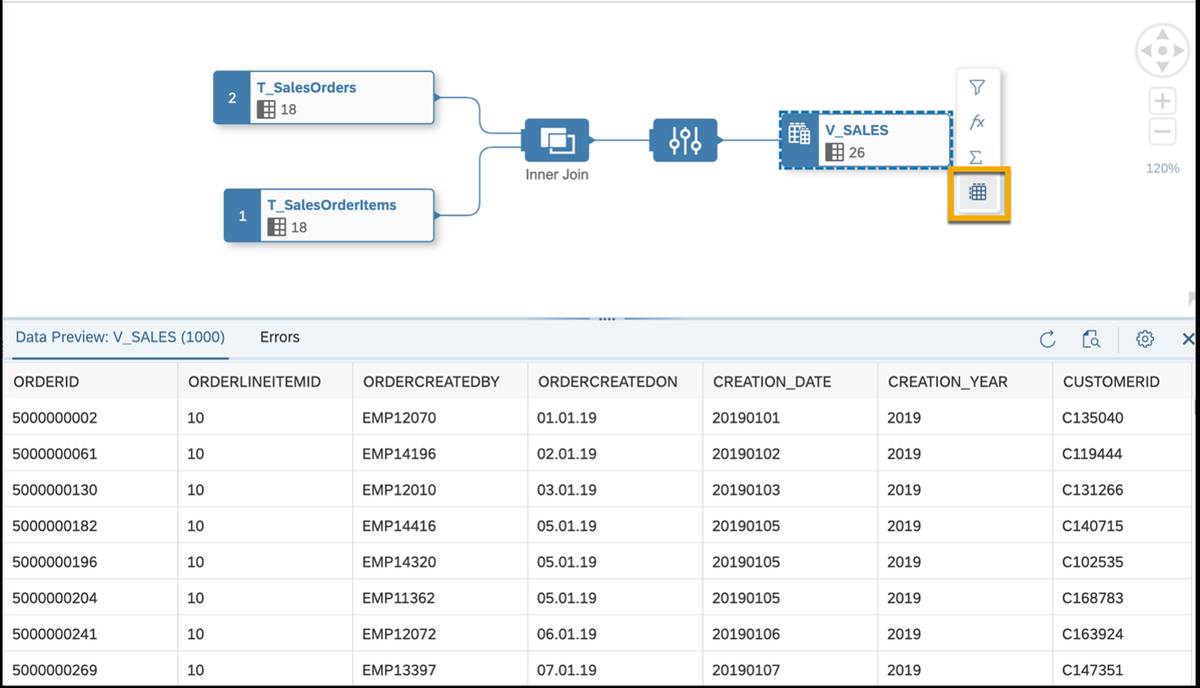 2 T_SalesOrders
18
1 T_SalesOrderItems
18
Inner Join
V_SALES
26
fx
Σ
120%
Data Preview: V_SALES (1000) Errors
ORDERID ORDERLINEITEMID ORDERCREATEDBY ORDERCREATEDON CREATION_DATE CREATION_YEAR CUSTOMERID
5000000002 10 EMP12070 01.01.19 20190101 2019 C135040
5000000061 10 EMP14196 02.01.19 20190102 2019 C119444
5000000130 10 EMP12010 03.01.19 20190103 2019 C131266
5000000182 10 EMP14416 05.01.19 20190105 2019 C140715
5000000196 10 EMP14320 05.01.19 20190105 2019 C102535
5000000204 10 EMP11362 05.01.19 20190105 2019 C168783
5000000241 10 EMP12072 06.01.19 20190106 2019 C163924
5000000269 10 EMP13397 07.01.19 20190107 2019 C147351